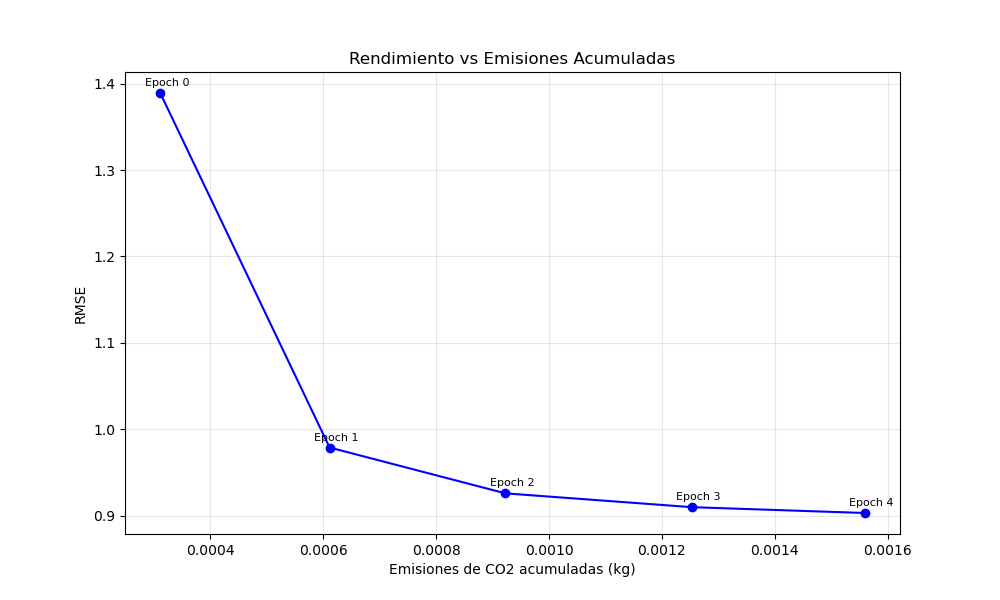 Rendimiento vs Emisiones Acumuladas
1.4
1.3
1.2
1.1
1.0
0.9
RMSE
Epoch 0
Epoch 1
Epoch 2
Epoch 3
Epoch 4
0.0004 0.0006 0.0008 0.0010 0.0012 0.0014 0.0016
Emisiones de CO2 acumuladas (kg)